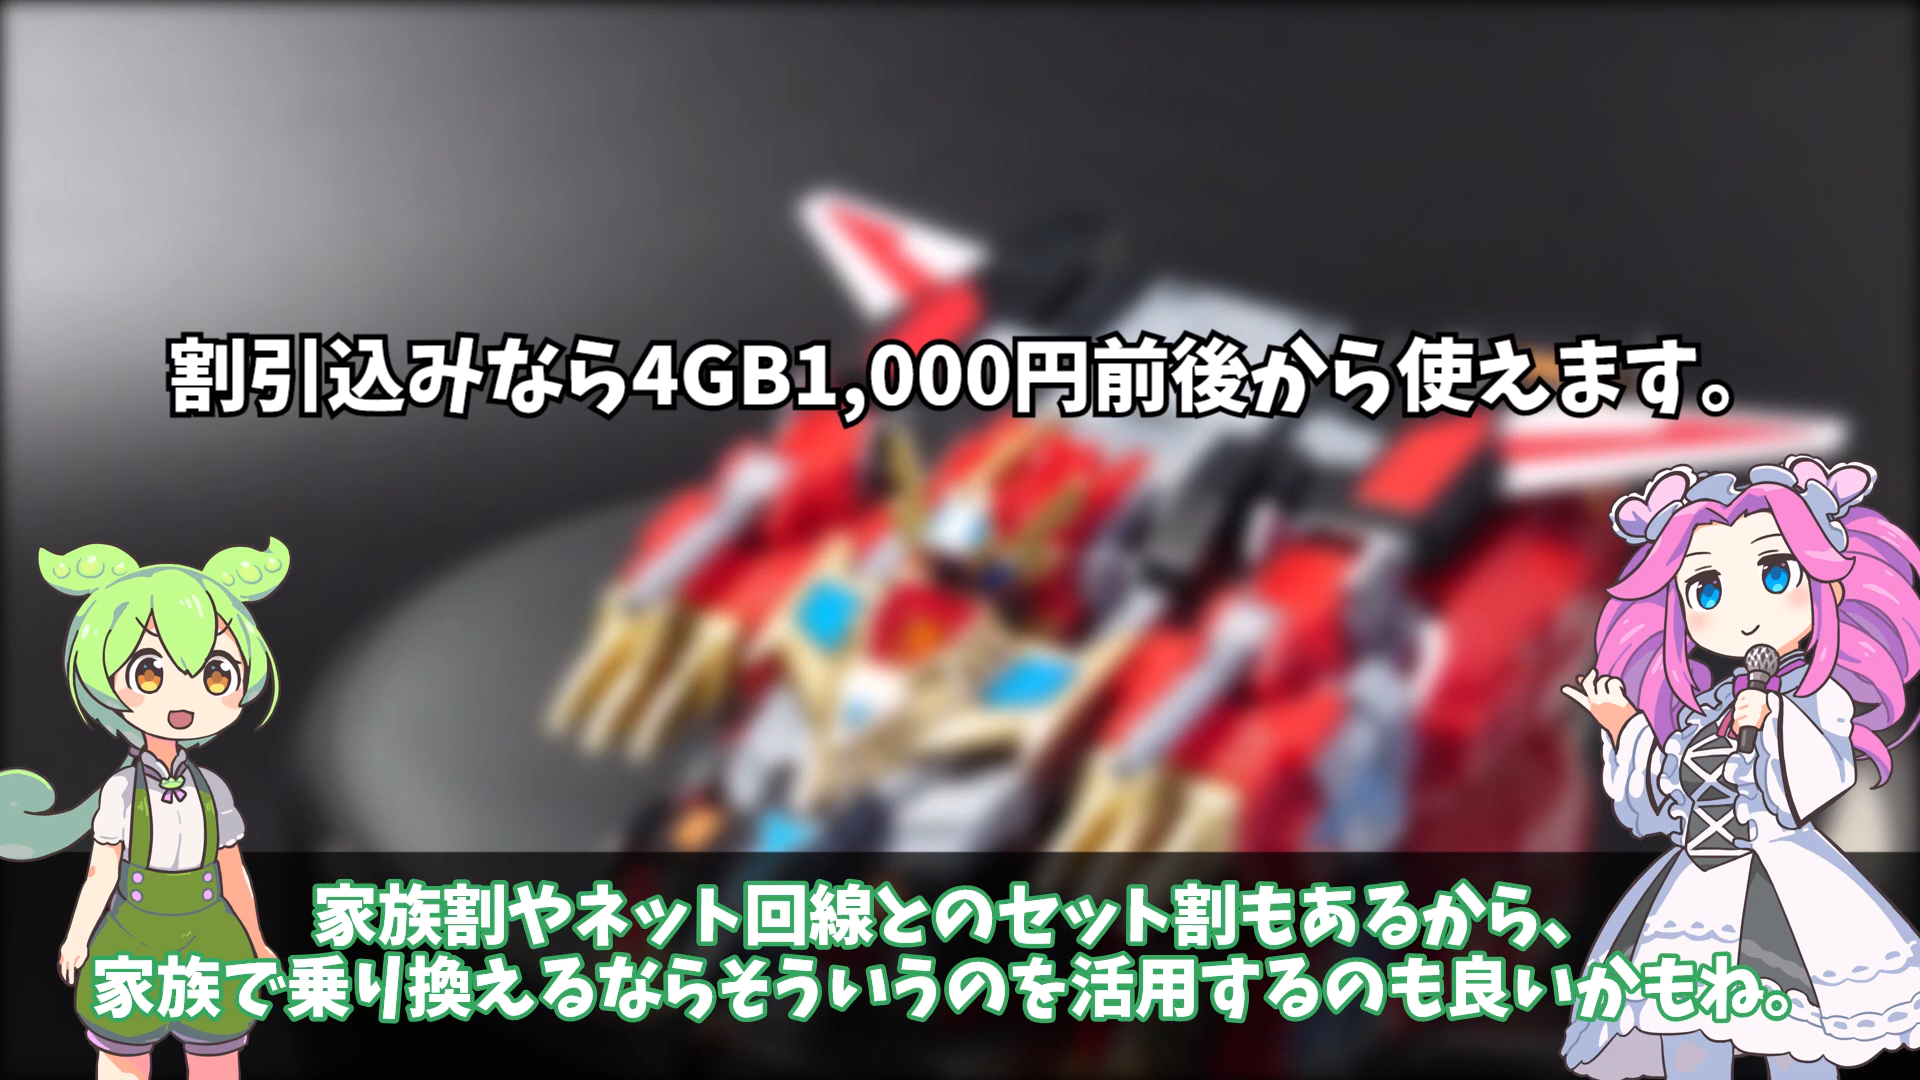 割引込みなら4GB1,000円前後から使えます。
家族割やネット回線とのセット割もあるから、
家族で乗り換えるならそういうのを活用するのも良いかもね。